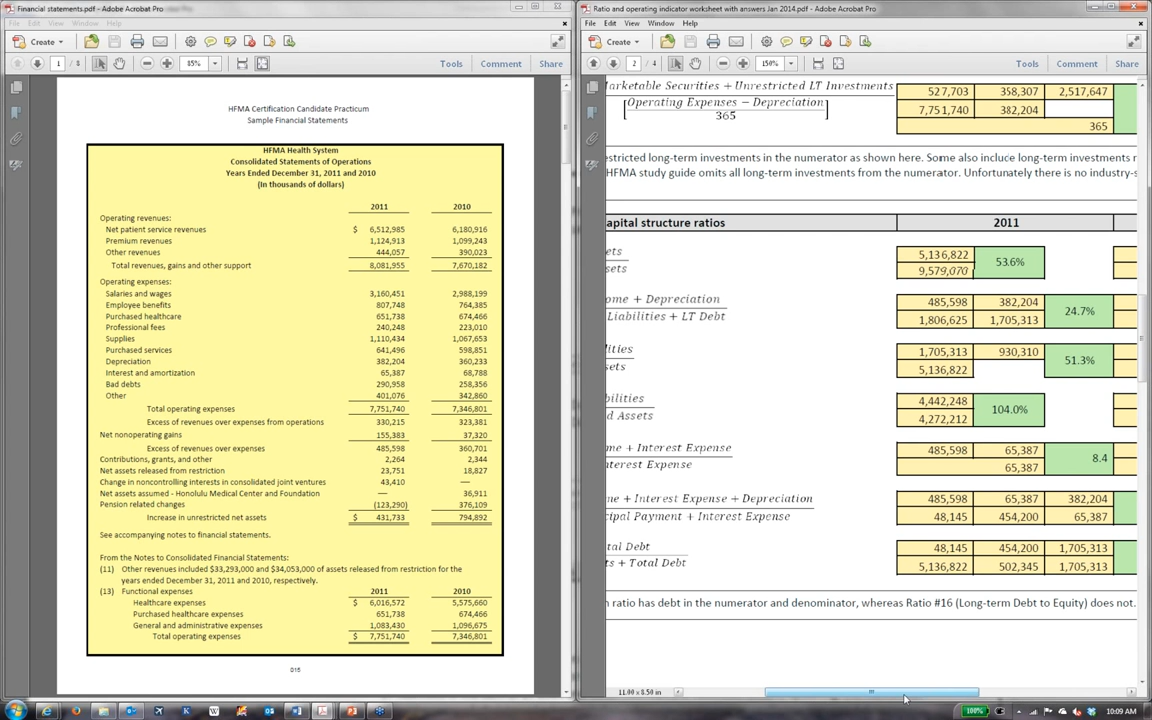 Financial statements.pdf - Adobe Acrobat Pro
File Edit View Window Help
Create
1 / 8
85%
Tools Comment Share
HFMA Certification Candidate Practicum
Sample Financial Statements
HFMA Health System
Consolidated Statements of Operations
Years Ended December 31, 2011 and 2010
(In thousands of dollars)
2011 2010
Operating revenues:
Net patient service revenues $ 6,512,985 6,180,916
Premium revenues 1,124,913 1,099,243
Other revenues 444,057 390,023
Total revenues, gains and other support 8,081,955 7,670,182
Operating expenses:
Salaries and wages 3,160,451 2,988,199
Employee benefits 807,748 764,385
Purchased healthcare 651,738 674,466
Professional fees 240,248 223,010
Supplies 1,110,434 1,067,653
Purchased services 641,496 598,851
Depreciation 382,204 360,233
Interest and amortization 65,387 68,788
Bad debts 290,958 258,356
Other 401,076 342,860
Total operating expenses 7,751,740 7,346,801
Excess of revenues over expenses from operations 330,215 323,381
Net nonoperating gains 155,383 37,320
Excess of revenues over expenses 485,598 360,701
Contributions, grants, and other 2,264 2,344
Net assets released from restriction 23,751 18,827
Change in noncontrolling interests in consolidated joint ventures 43,410 —
Net assets assumed - Honolulu Medical Center and Foundation — 36,911
Pension related changes (123,290) 376,109
Increase in unrestricted net assets $ 431,733 794,892
See accompanying notes to financial statements.
From the Notes to Consolidated Financial Statements:
(11) Other revenues included $33,293,000 and $34,053,000 of assets released from restriction for the
years ended December 31, 2011 and 2010, respectively.
(13) Functional expenses 2011 2010
Healthcare expenses $ 6,016,572 5,575,660
Purchased healthcare expenses 651,738 674,466
General and administrative expenses 1,083,430 1,096,675
Total operating expenses $ 7,751,740 7,346,801
015
Ratio and operating indicator worksheet with answers Jan 2014.pdf - Adobe Acrobat Pro
File Edit View Window Help
Create
2 / 4
150%
Tools Comment Share
Marketable Securities + Unrestricted LT Investments 527,703 358,307 2,517,647
[Operating Expenses − Depreciation 7,751,740 382,204
365] 365
estricted long-term investments in the numerator as shown here. Some also include long-term investments r
HFMA study guide omits all long-term investments from the numerator. Unfortunately there is no industry-s
apital structure ratios 2011
ets 5,136,822 53.6%
sets 9,579,070
ome + Depreciation 485,598 382,204 24.7%
Liabilities + LT Debt 1,806,625 1,705,313
lities 1,705,313 930,310 51.3%
sets 5,136,822
bilities 4,442,248 104.0%
d Assets 4,272,212
me + Interest Expense 485,598 65,387 8.4
nterest Expense 65,387
me + Interest Expense + Depreciation 485,598 65,387 382,204
cipal Payment + Interest Expense 48,145 454,200 65,387
tal Debt 48,145 454,200 1,705,313
ts + Total Debt 5,136,822 502,345 1,705,313
n ratio has debt in the numerator and denominator, whereas Ratio #16 (Long-term Debt to Equity) does not.
11.00 x 8.50 in
100% 10:09 AM